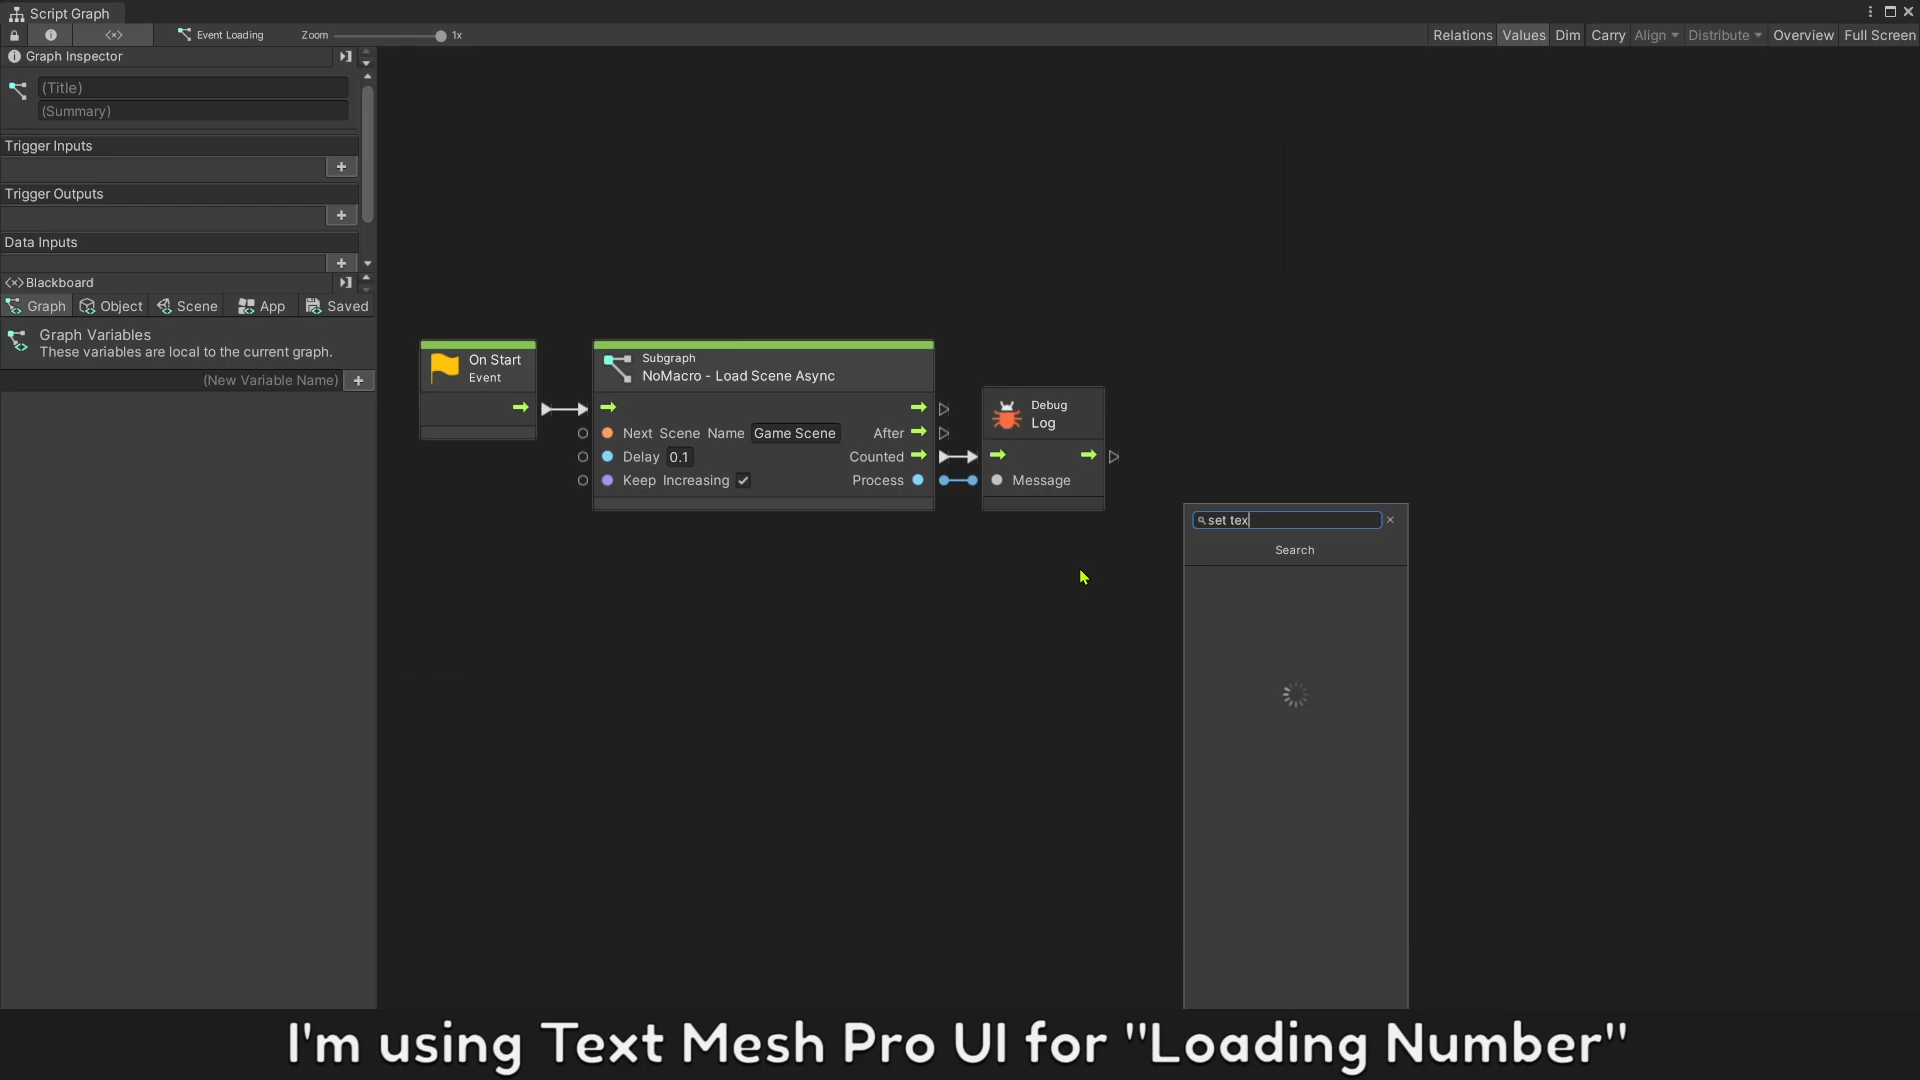 Script Graph
Event Loading
Zoom
1x
Relations
Values
Dim
Carry
Align
Distribute
Overview
Full Screen
Graph Inspector
(Title)
(Summary)
Trigger Inputs
Trigger Outputs
Data Inputs
Blackboard
Graph
Object
Scene
App
Saved
Graph Variables
These variables are local to the current graph.
(New Variable Name)
On Start
Event
Subgraph
NoMacro - Load Scene Async
Next Scene Name Game Scene
After
Delay 0.1
Counted
Keep Increasing
Process
Debug
Log
Message
set tex
Search
I'm using Text Mesh Pro UI for "Loading Number"